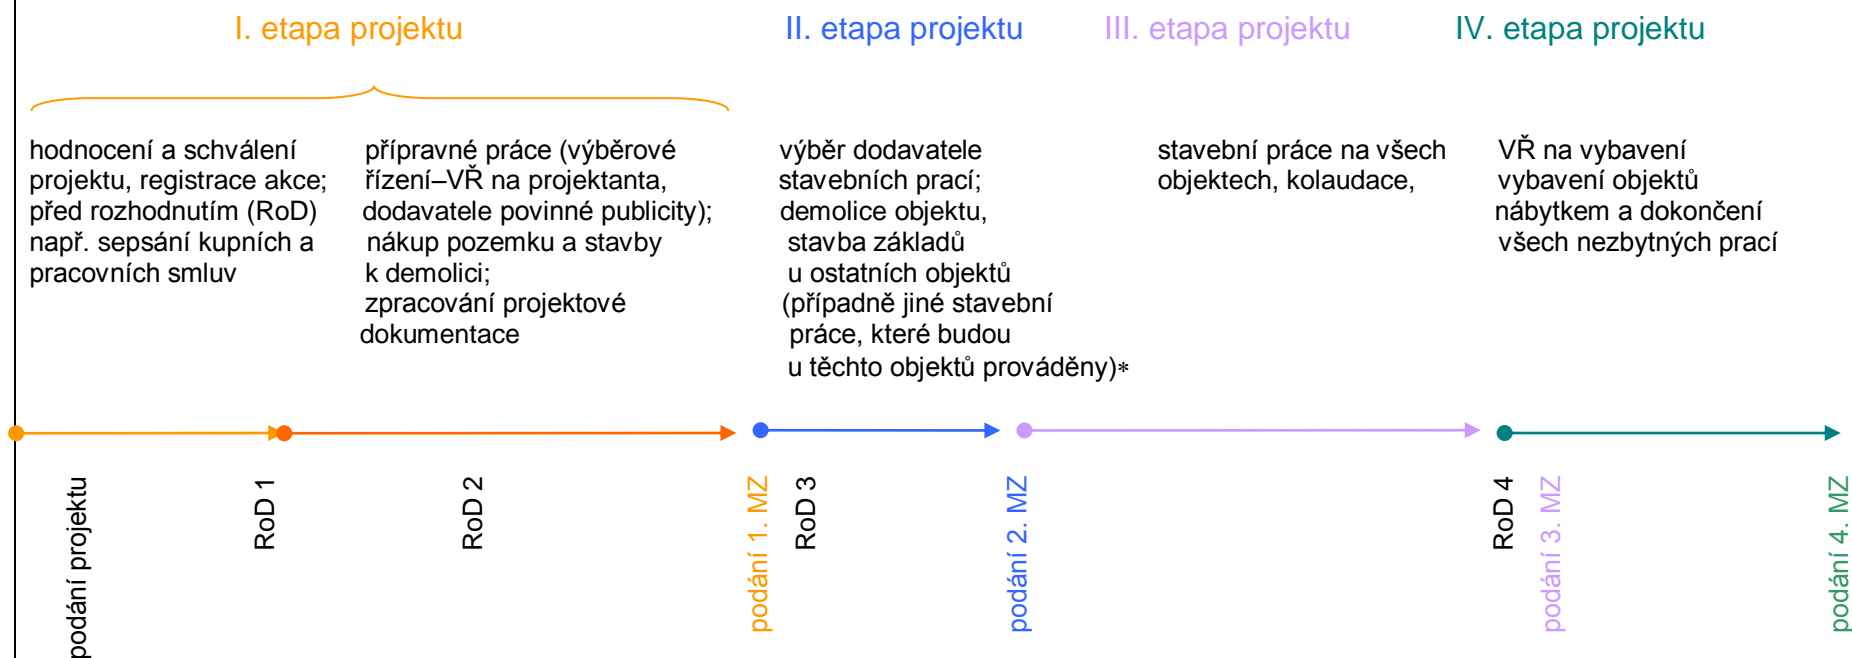 I. etapa projektu
II. etapa projektu
III. etapa projektu
IV. etapa projektu
hodnocení a schválení
projektu, registrace akce;
před rozhodnutím (RoD)
např. sepsání kupních a
pracovních smluv
přípravné práce (výběrové
řízení–VŘ na projektanta,
dodavatele povinné publicity);
nákup pozemku a stavby
k demolici;
zpracování projektové
dokumentace
výběr dodavatele
stavebních prací;
demolice objektu,
stavba základů
u ostatních objektů
(případně jiné stavební
práce, které budou
u těchto objektů prováděny)*
stavební práce na všech
objektech, kolaudace,
VŘ na vybavení
vybavení objektů
nábytkem a dokončení
všech nezbytných prací
podání projektu
RoD 1
RoD 2
podání 1. MZ
RoD 3
podání 2. MZ
RoD 4
podání 3. MZ
podání 4. MZ